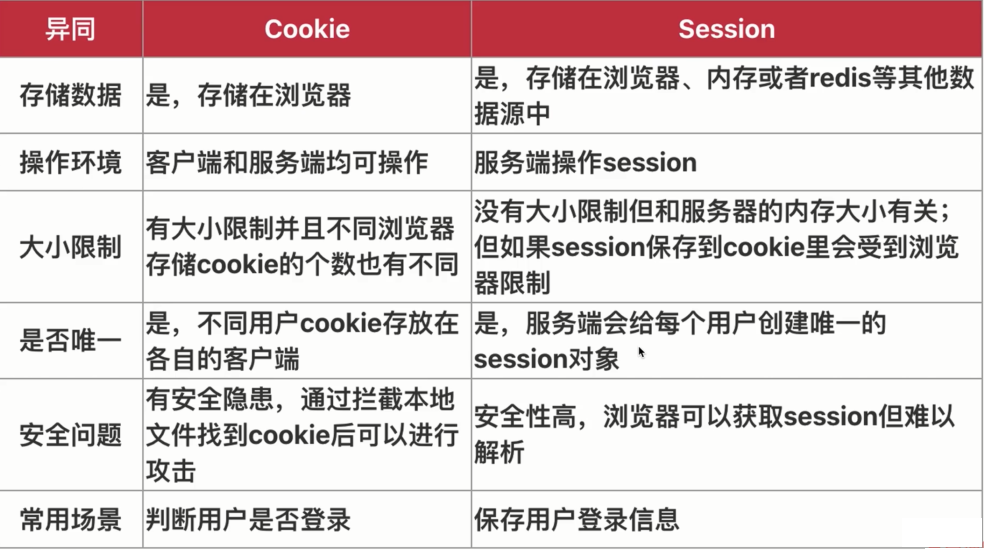 异同
Cookie
Session
存储数据
是，存储在浏览器
是，存储在浏览器、内存或者redis等其他数
据源中
操作环境
客户端和服务端均可操作
服务端操作session
大小限制
有大小限制并且不同浏览器
存储cookie的个数也有不同
没有大小限制但和服务器的内存大小有关；
但如果session保存到cookie里会受到浏览
器限制
是否唯一
是，不同用户cookie存放在
各自的客户端
是，服务端会给每个用户创建唯一的
session对象
安全问题
有安全隐患，通过拦截本地
文件找到cookie后可以进行
攻击
安全性高，浏览器可以获取session但难以
解析
常用场景
判断用户是否登录
保存用户登录信息